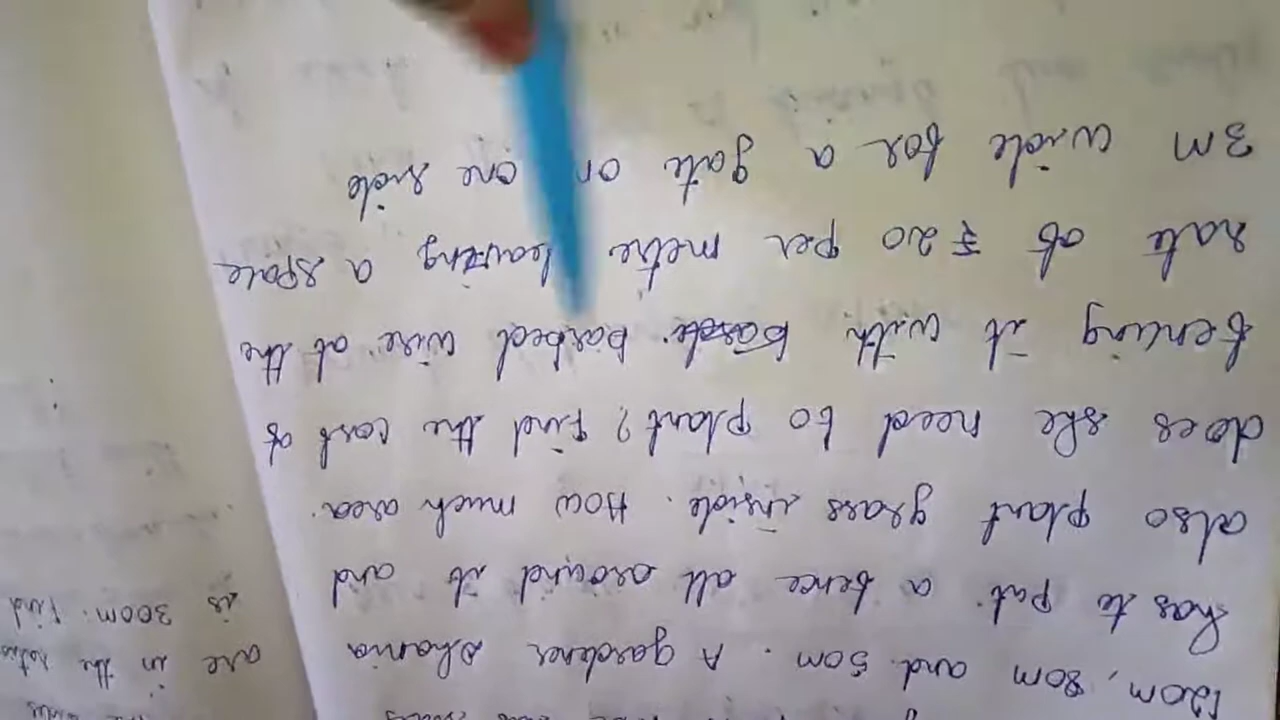 120m, 80m and 50m. A gardener Dhania
has to put a fence all around it and
also plant grass inside. How much area
does she need to plant? Find the cost of
fencing it with barbed wire at the
rate of ₹20 per metre leaving a space
3m wide for a gate on one side
are in the ratio
is 300m. Find